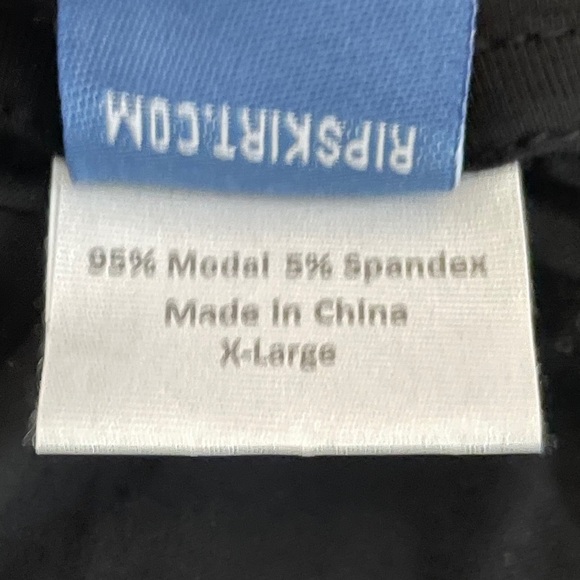 RIPSKIRT.COM
95% Modal 5% Spandex
Made in China
X-Large